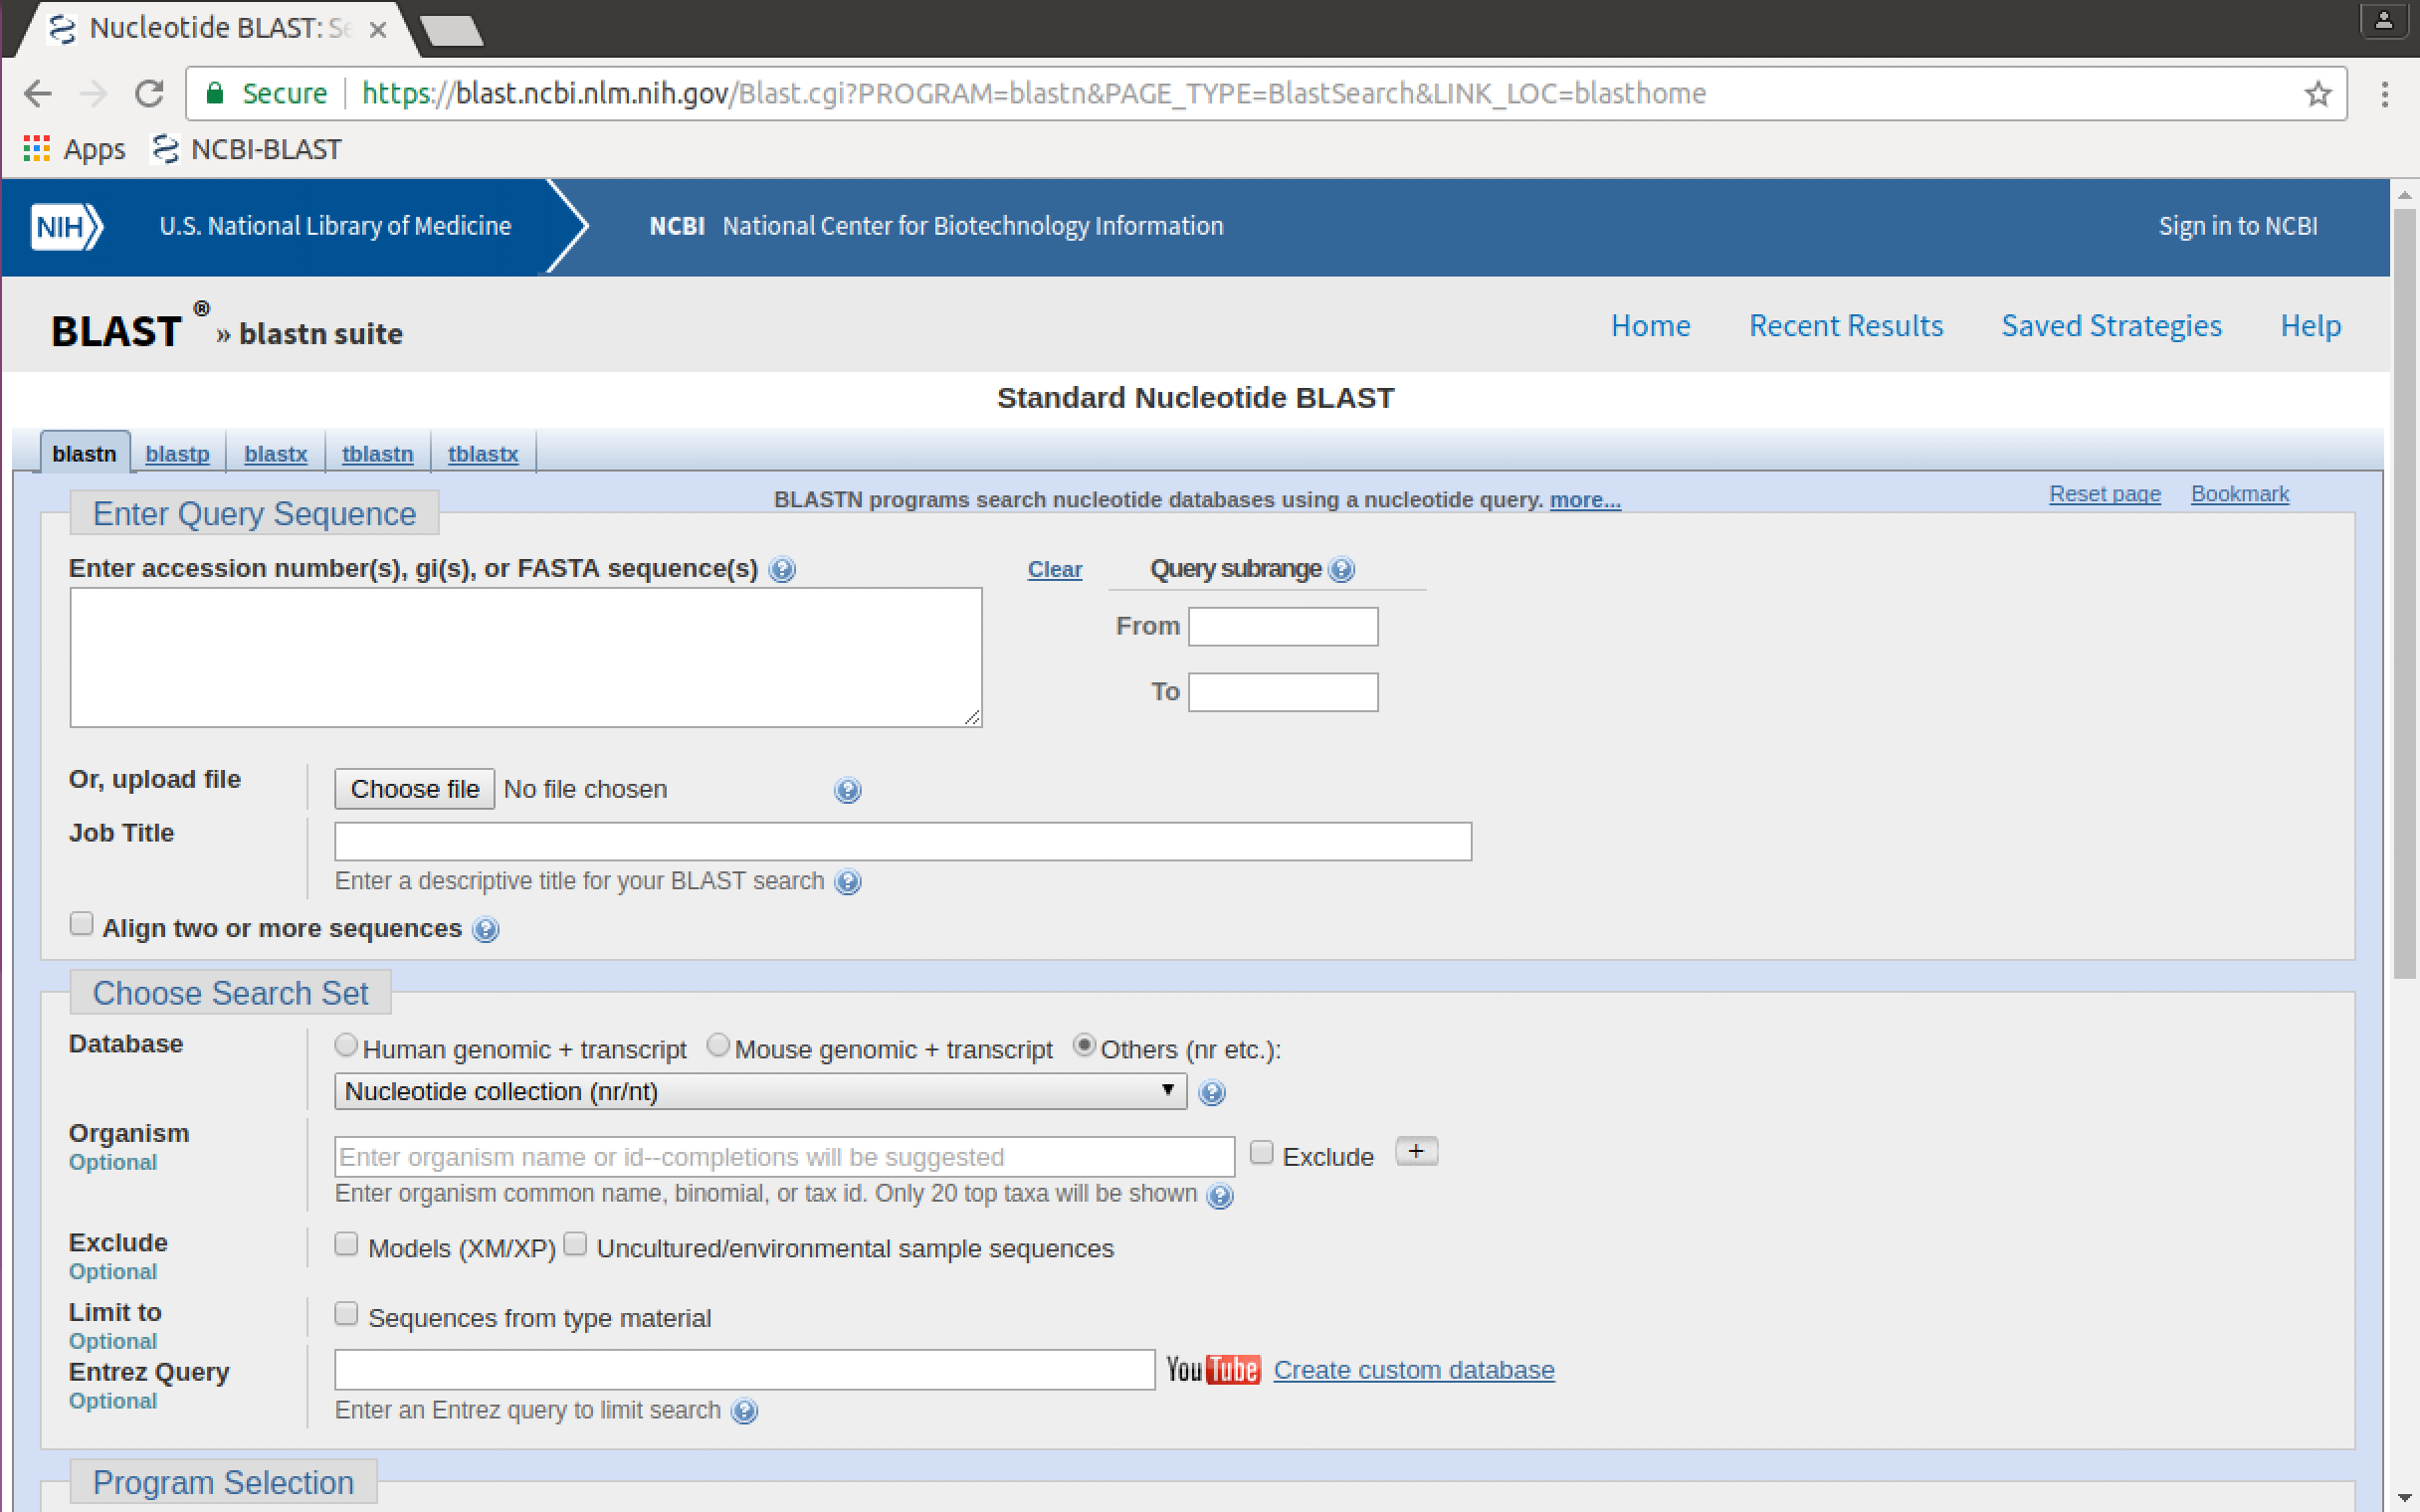 Nucleotide BLAST: Se
Secure https://blast.ncbi.nlm.nih.gov/Blast.cgi?PROGRAM=blastn&PAGE_TYPE=BlastSearch&LINK_LOC=blasthome
Apps NCBI-BLAST
NIH U.S. National Library of Medicine NCBI National Center for Biotechnology Information Sign in to NCBI
BLAST ® » blastn suite Home Recent Results Saved Strategies Help
Standard Nucleotide BLAST
blastn blastp blastx tblastn tblastx
Enter Query Sequence BLASTN programs search nucleotide databases using a nucleotide query. more... Reset page Bookmark
Enter accession number(s), gi(s), or FASTA sequence(s) ? Clear Query subrange ?
From
To
Or, upload file Choose file No file chosen ?
Job Title
Enter a descriptive title for your BLAST search ?
Align two or more sequences ?
Choose Search Set
Database Human genomic + transcript Mouse genomic + transcript Others (nr etc.):
Nucleotide collection (nr/nt) ?
Organism
Optional
Enter organism name or id--completions will be suggested Exclude +
Enter organism common name, binomial, or tax id. Only 20 top taxa will be shown ?
Exclude
Optional
Models (XM/XP) Uncultured/environmental sample sequences
Limit to
Optional
Sequences from type material
Entrez Query
Optional
YouTube Create custom database
Enter an Entrez query to limit search ?
Program Selection